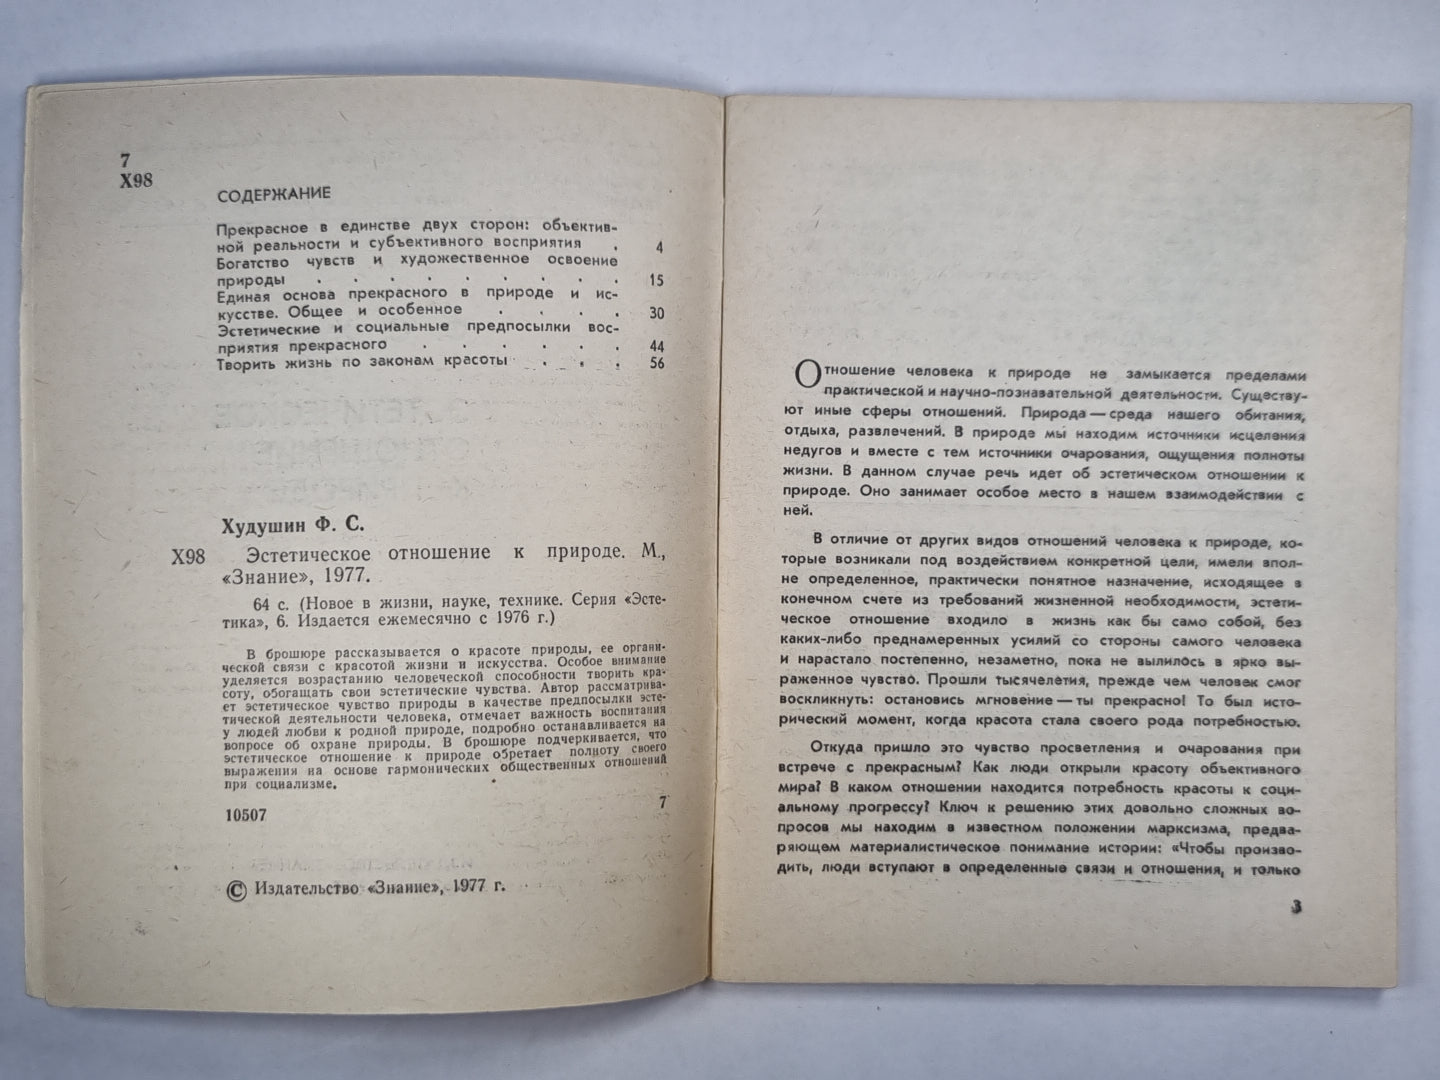 7
Х98
СОДЕРЖАНИЕ
Прекрасное в единстве двух сторон: объектив-
ной реальности и субъективного восприятия . 4
Богатство чувств и художественное освоение
природы . . . . . . . . . 15
Единая основа прекрасного в природе и ис-
кусстве. Общее и особенное . . . . 30
Эстетические и социальные предпосылки вос-
приятия прекрасного . . . . . . 44
Творить жизнь по законам красоты . . . 56
Худушин Ф. С.
Х98 Эстетическое отношение к природе. М.,
«Знание», 1977.
64 с. (Новое в жизни, науке, технике. Серия «Эсте-
тика», 6. Издается ежемесячно с 1976 г.)
В брошюре рассказывается о красоте природы, ее органи-
ческой связи с красотой жизни и искусства. Особое внимание
уделяется возрастанию человеческой способности творить кра-
соту, обогащать свои эстетические чувства. Автор рассматрива-
ет эстетическое чувство природы в качестве предпосылки эсте-
тической деятельности человека, отмечает важность воспитания
у людей любви к родной природе, подробно останавливается на
вопросе об охране природы. В брошюре подчеркивается, что
эстетическое отношение к природе обретает полноту своего
выражения на основе гармонических общественных отношений
при социализме.
10507 7
© Издательство «Знание», 1977 г.
Отношение человека к природе не замыкается пределами
практической и научно-познавательной деятельности. Существу-
ют иные сферы отношений. Природа — среда нашего обитания,
отдыха, развлечений. В природе мы находим источники исцеления
недугов и вместе с тем источники очарования, ощущения полноты
жизни. В данном случае речь идет об эстетическом отношении к
природе. Оно занимает особое место в нашем взаимодействии с
ней.
В отличие от других видов отношений человека к природе, ко-
торые возникали под воздействием конкретной цели, имели впол-
не определенное, практически понятное назначение, исходящее в
конечном счете из требований жизненной необходимости, эстети-
ческое отношение входило в жизнь как бы само собой, без
каких-либо преднамеренных усилий со стороны самого человека
и нарастало постепенно, незаметно, пока не вылилось в ярко вы-
раженное чувство. Прошли тысячелетия, прежде чем человек смог
воскликнуть: остановись мгновение — ты прекрасно! То был исто-
рический момент, когда красота стала своего рода потребностью.
Откуда пришло это чувство просветления и очарования при
встрече с прекрасным? Как люди открыли красоту объективного
мира? В каком отношении находится потребность красоты к соци-
альному прогрессу? Ключ к решению этих довольно сложных во-
просов мы находим в известном положении марксизма, предва-
ряющем материалистическое понимание истории: «Чтобы произво-
дить, люди вступают в определенные связи и отношения, и только
3